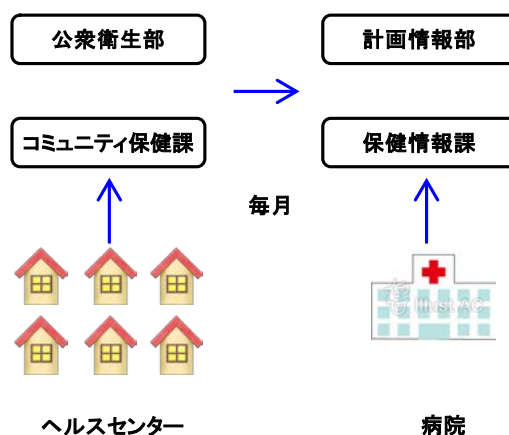 公衆衛生部
計画情報部
コミュニティ保健課
保健情報課
毎月
ヘルスセンター
病院